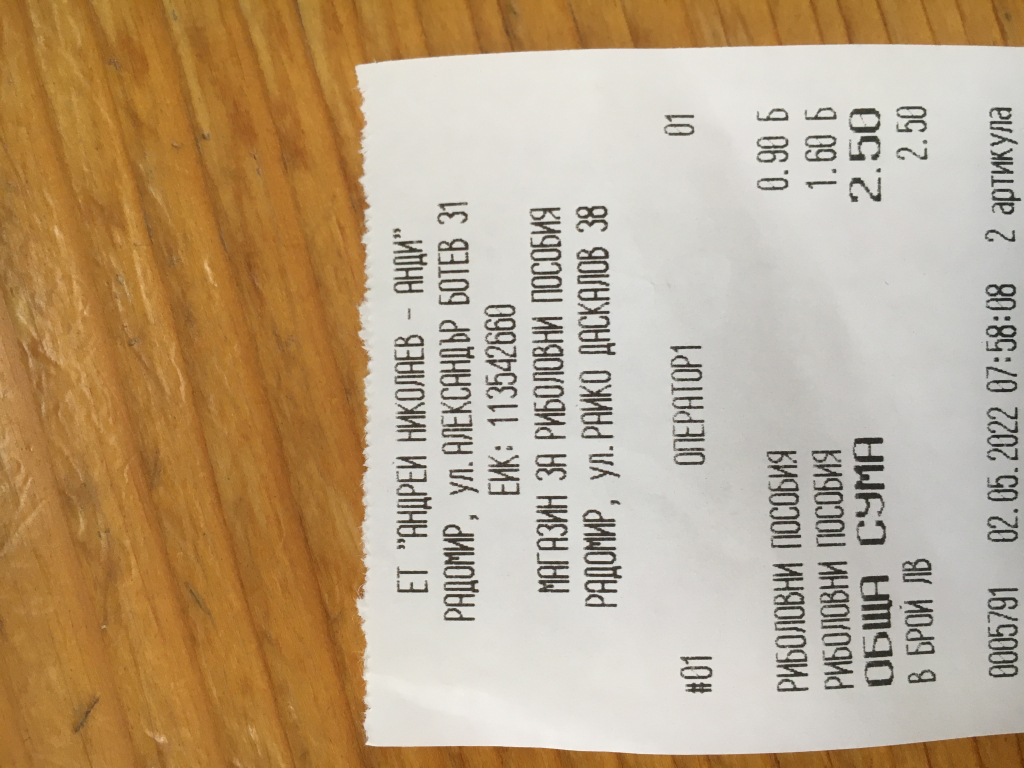 ЕТ "АНДРЕЙ НИКОЛАЕВ - АНДИ"
РАДОМИР, ул.АЛЕКСАНДЪР БОТЕВ 31
ЕИК: 113542660
МАГАЗИН ЗА РИБОЛОВНИ ПОСОБИЯ
РАДОМИР, ул.РАЙКО ДАСКАЛОВ 38
#01 ОПЕРАТОР1 01
РИБОЛОВНИ ПОСОБИЯ 0.90 Б
РИБОЛОВНИ ПОСОБИЯ 1.60 Б
ОБЩА СУМА 2.50
В БРОЙ ЛВ 2.50
0005791 02.05.2022 07:58:08 2 артикула